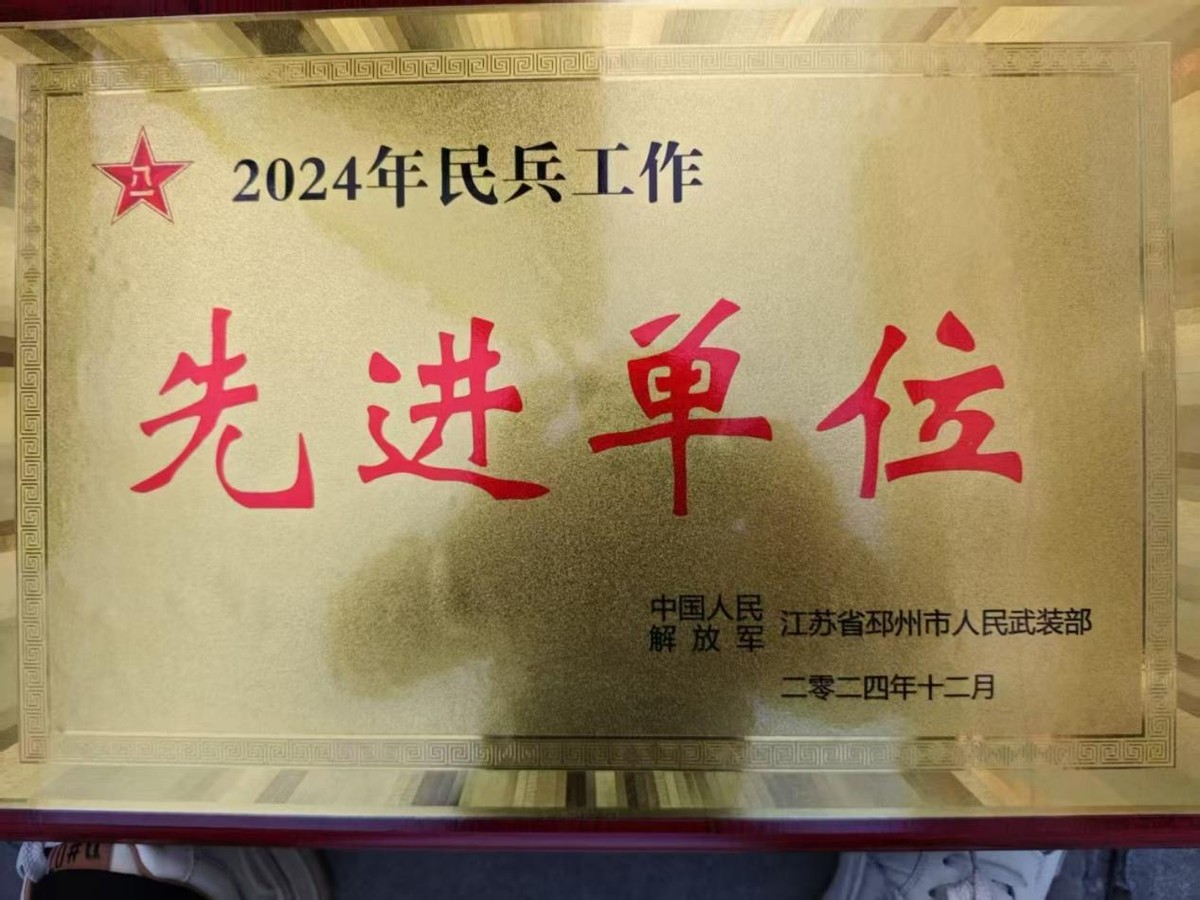 八一
2024年民兵工作
先进单位
中国人民
解放军 江苏省邳州市人民武装部
二零二四年十二月